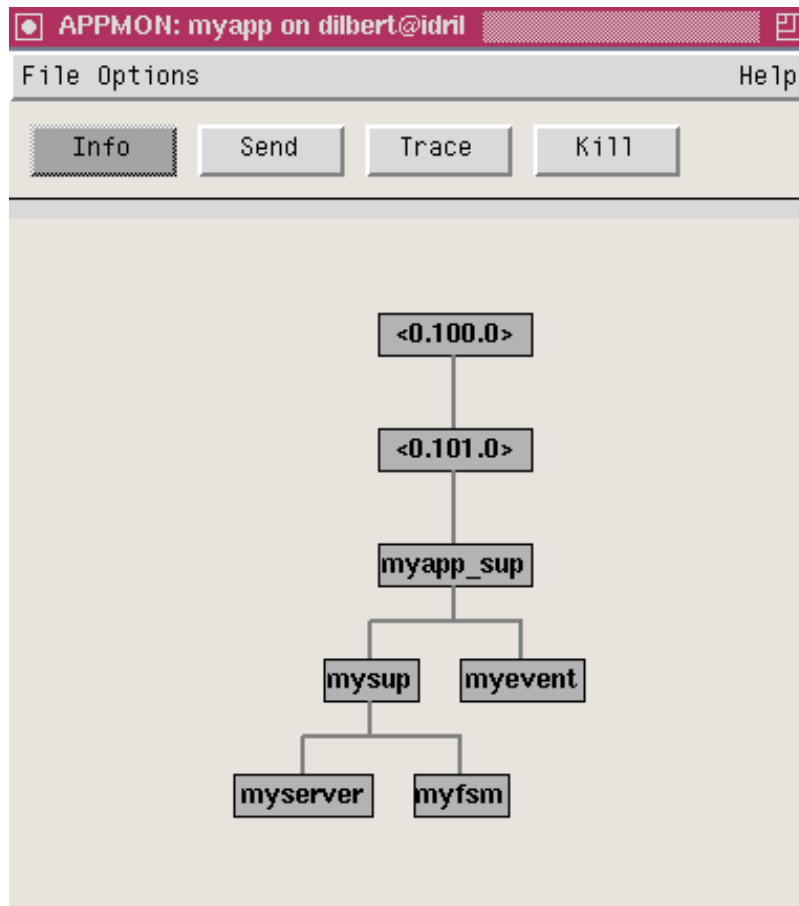 APPMON: myapp on dilbert@idril
File Options Help
Info Send Trace Kill
<0.100.0>
<0.101.0>
myapp_sup
mysup myevent
myserver myfsm